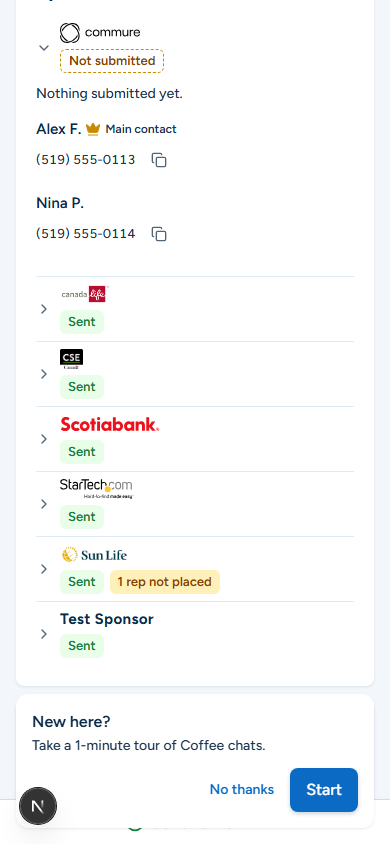 commure
Not submitted
Nothing submitted yet.
Alex F. Main contact
(519) 555-0113
Nina P.
(519) 555-0114
canada life
Sent
CSE
Canada
Sent
Scotiabank
Sent
StarTech.com
Hard-to-find made easy
Sent
Sun Life
Sent 1 rep not placed
Test Sponsor
Sent
New here?
Take a 1-minute tour of Coffee chats.
No thanks Start
N